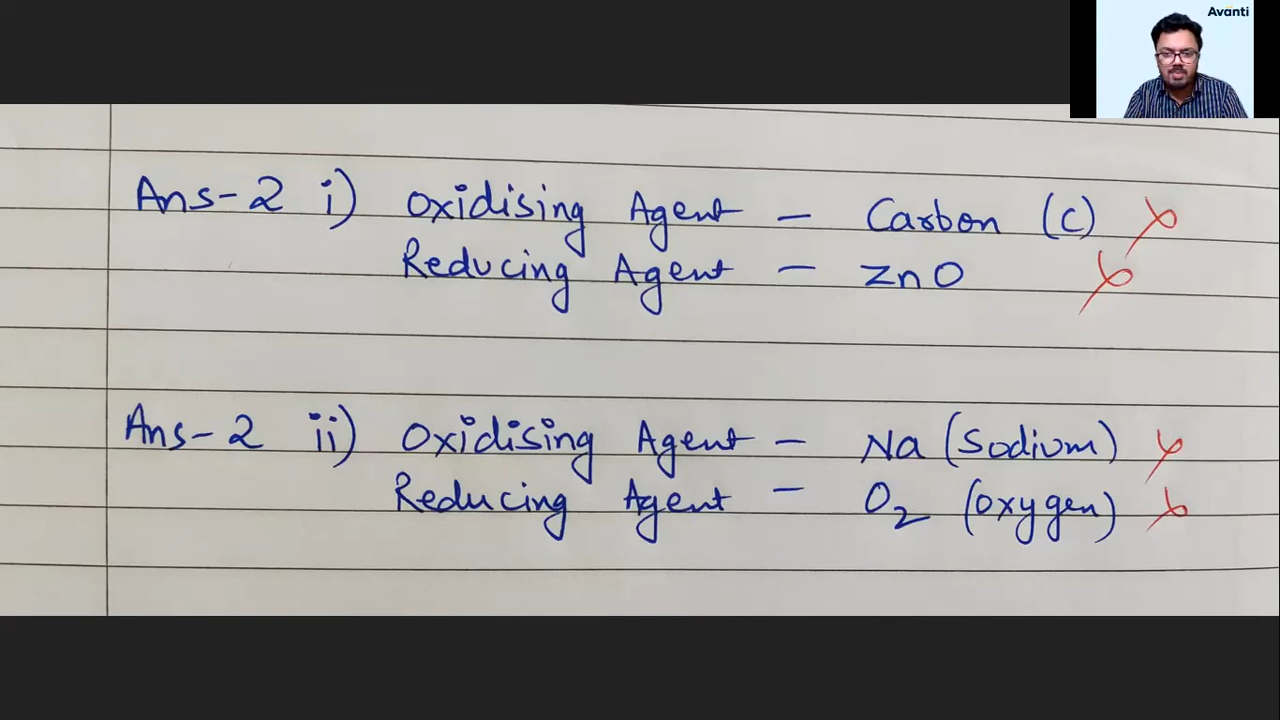 Avanti
Ans-2 i) Oxidising Agent - Carbon (C)
Reducing Agent - ZnO
Ans-2 ii) Oxidising Agent - Na (Sodium)
Reducing Agent - O₂ (Oxygen)